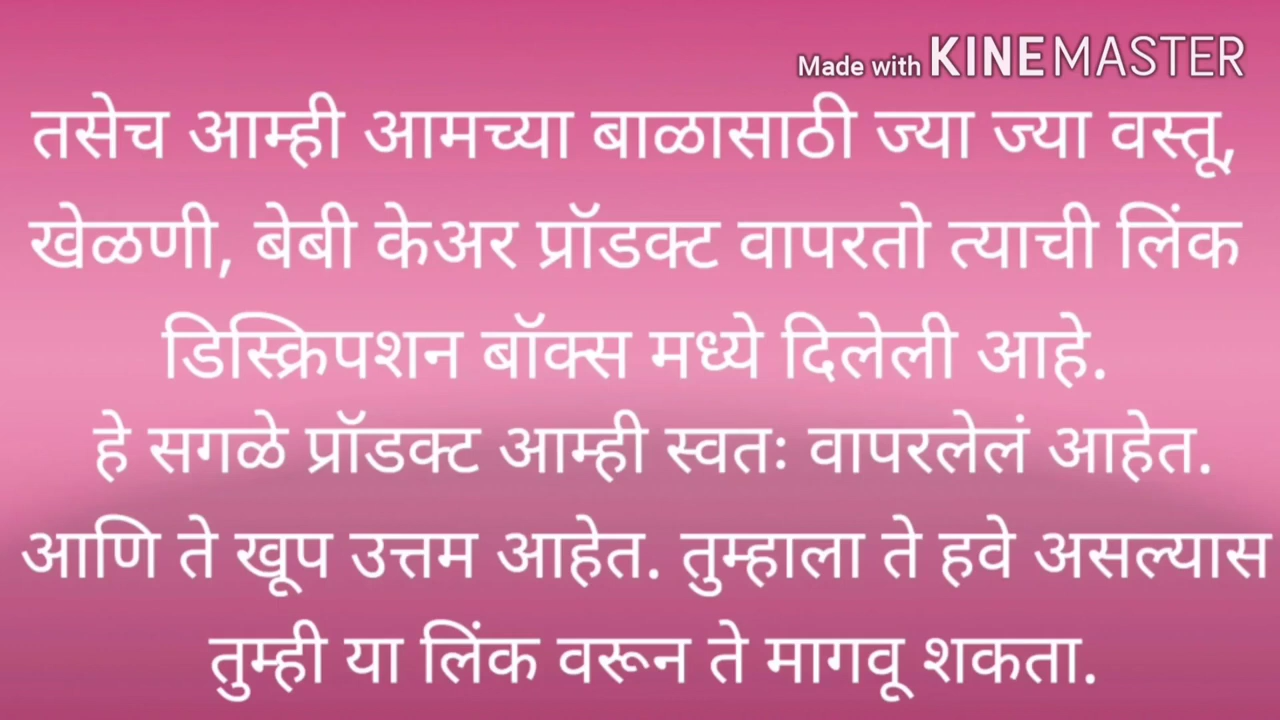 Made with KINEMASTER
तसेच आम्ही आमच्या बाळासाठी ज्या ज्या वस्तू,
खेळणी, बेबी केअर प्रॉडक्ट वापरतो त्याची लिंक
डिस्क्रिपशन बॉक्स मध्ये दिलेली आहे.
हे सगळे प्रॉडक्ट आम्ही स्वतः वापरलेलं आहेत.
आणि ते खूप उत्तम आहेत. तुम्हाला ते हवे असल्यास
तुम्ही या लिंक वरून ते मागवू शकता.